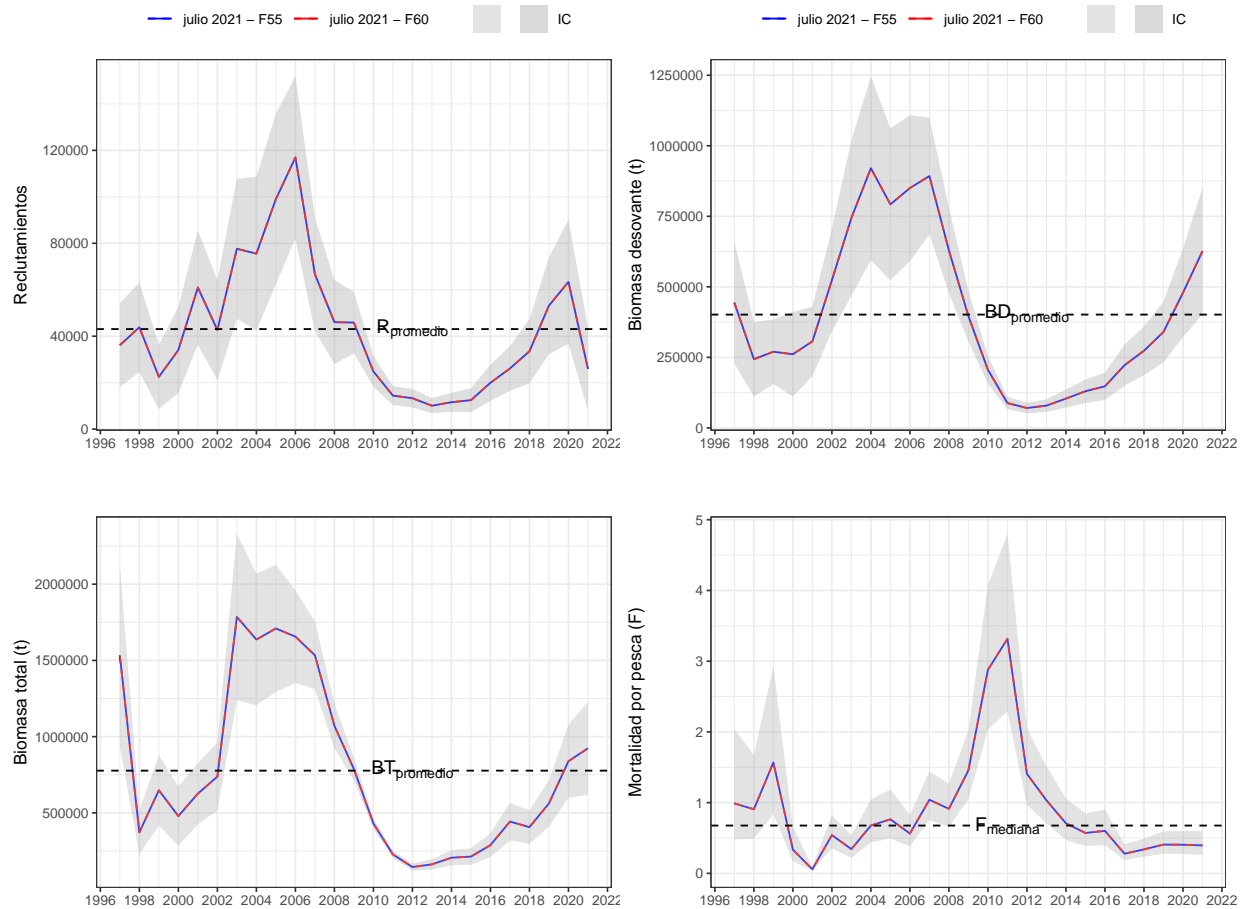 julio 2021 – F55 julio 2021 – F60 IC
julio 2021 – F55 julio 2021 – F60 IC
Reclutamientos
120000
80000
40000
0
R promedio
1996 1998 2000 2002 2004 2006 2008 2010 2012 2014 2016 2018 2020 2022
Biomasa desovante (t)
1250000
1000000
750000
500000
250000
0
BD promedio
1996 1998 2000 2002 2004 2006 2008 2010 2012 2014 2016 2018 2020 2022
Biomasa total (t)
2000000
1500000
1000000
500000
BT promedio
1996 1998 2000 2002 2004 2006 2008 2010 2012 2014 2016 2018 2020 2022
Mortalidad por pesca (F)
5
4
3
2
1
0
F mediana
1996 1998 2000 2002 2004 2006 2008 2010 2012 2014 2016 2018 2020 2022